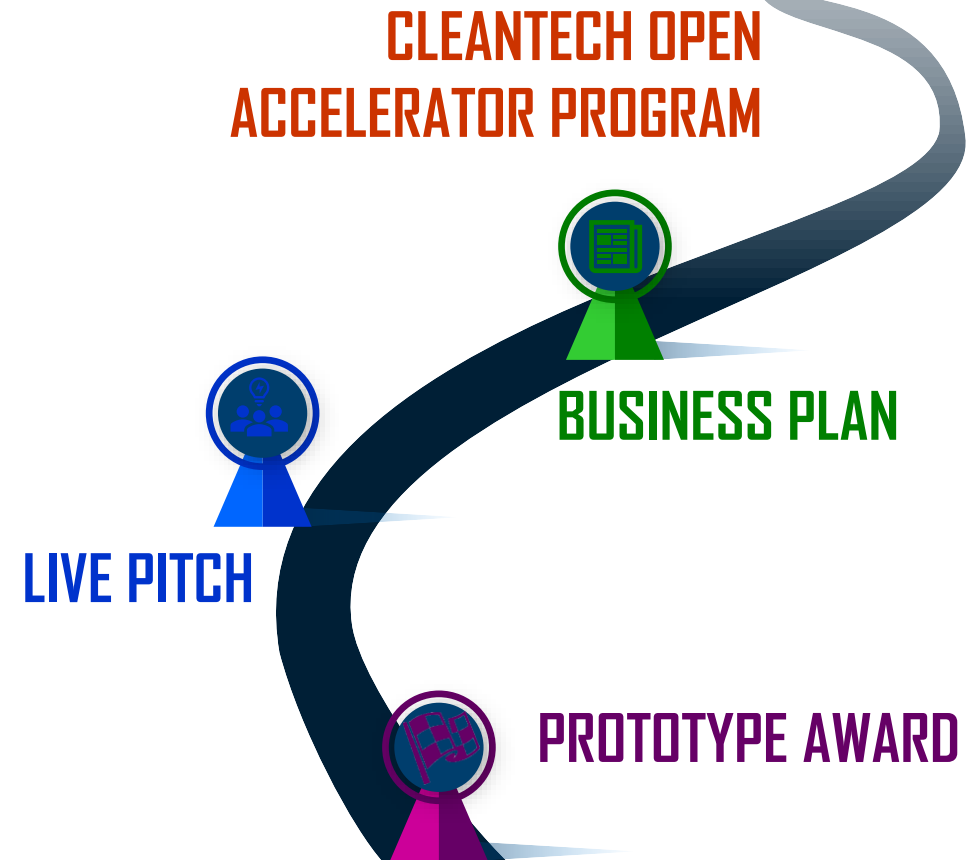 CLEANTECH OPEN
ACCELERATOR PROGRAM
BUSINESS PLAN
LIVE PITCH
PROTOTYPE AWARD